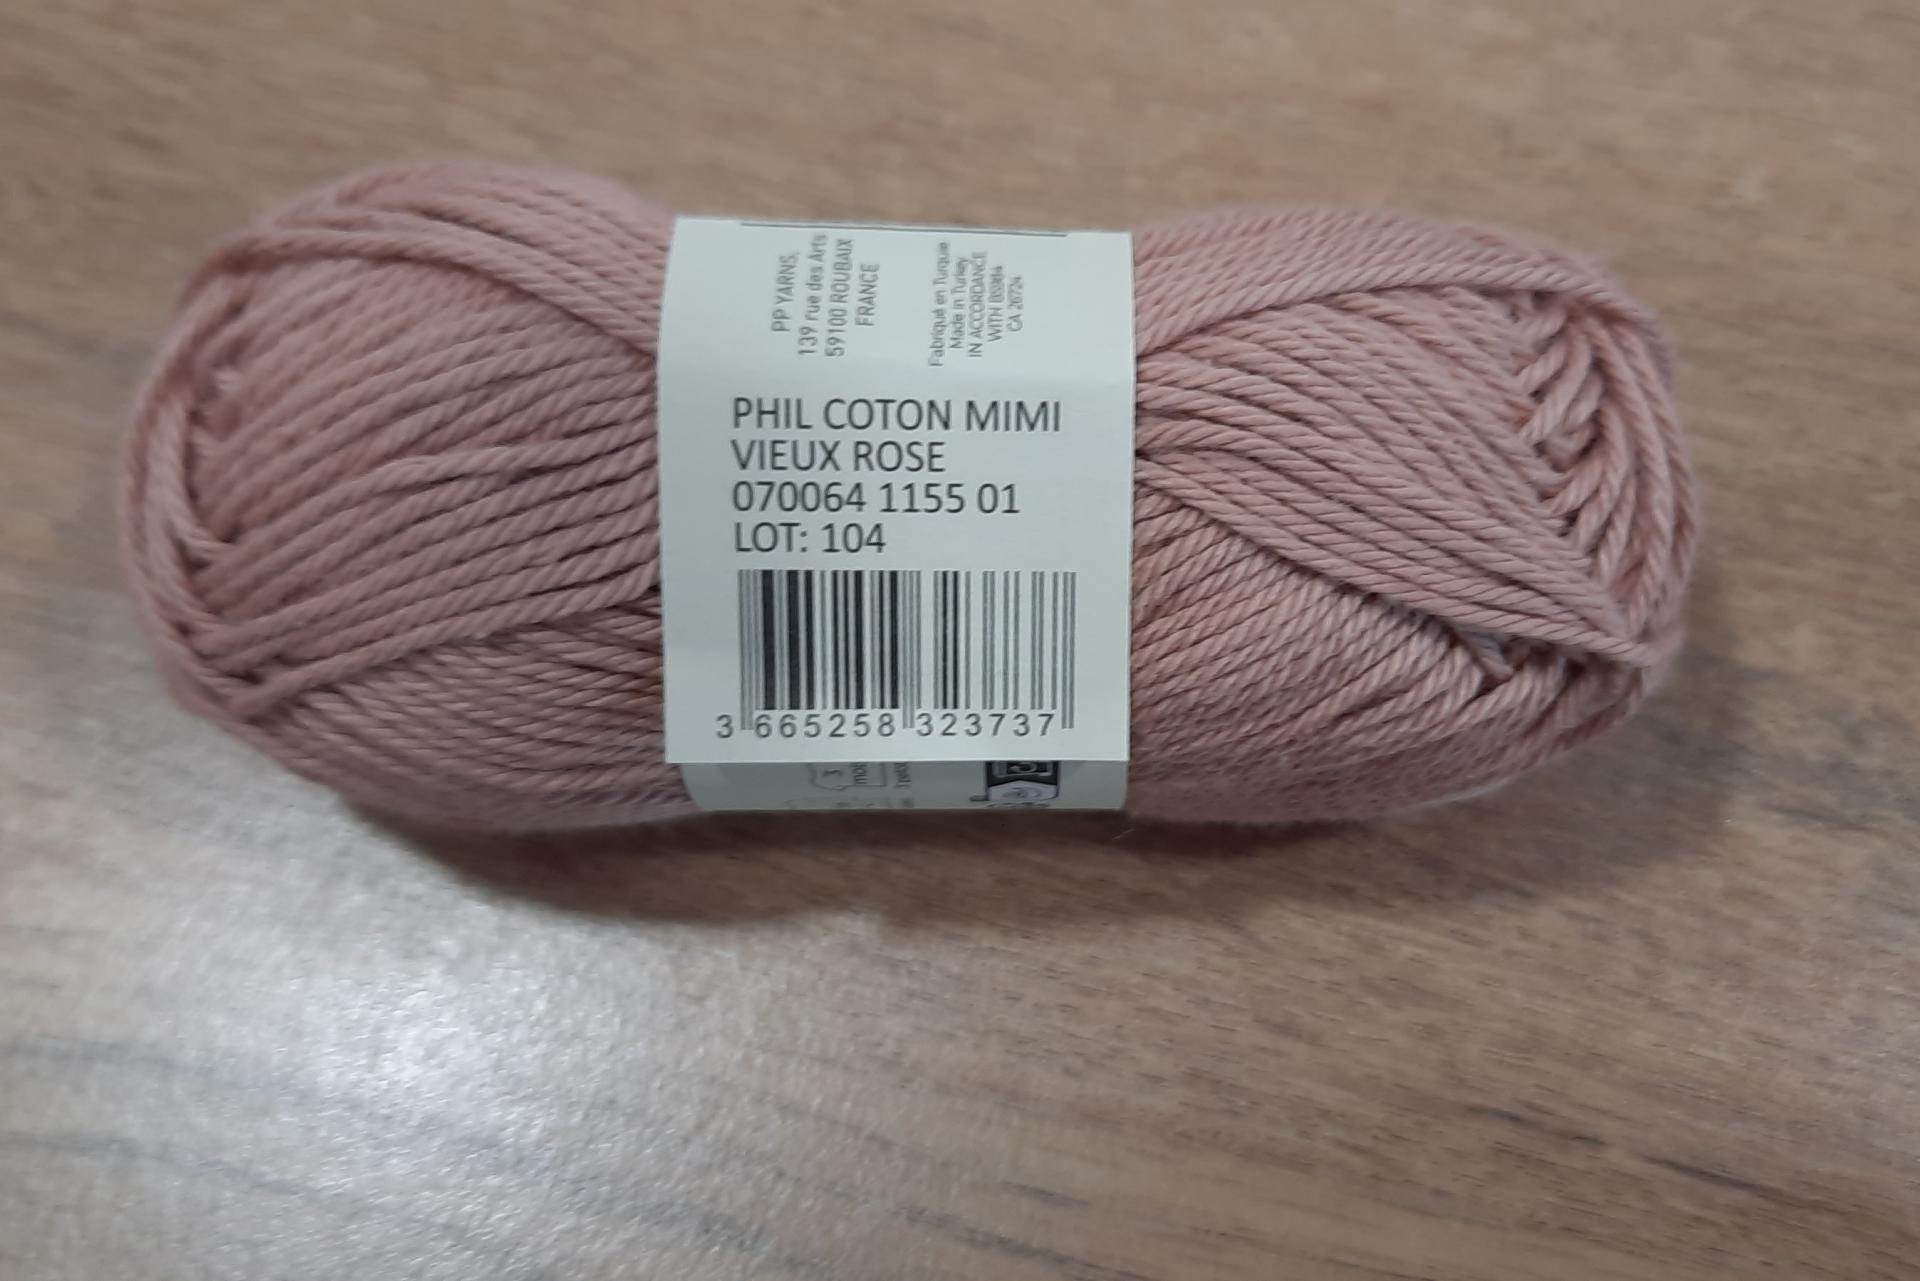 PP YARNS,
139 rue des Arts
59100 ROUBAIX
FRANCE
Fabriqué en Turquie
Made in Turkey
IN ACCORDANCE
WITH BS984
CA 26724
PHIL COTON MIMI
VIEUX ROSE
070064 1155 01
LOT: 104
3 665258 323737
3